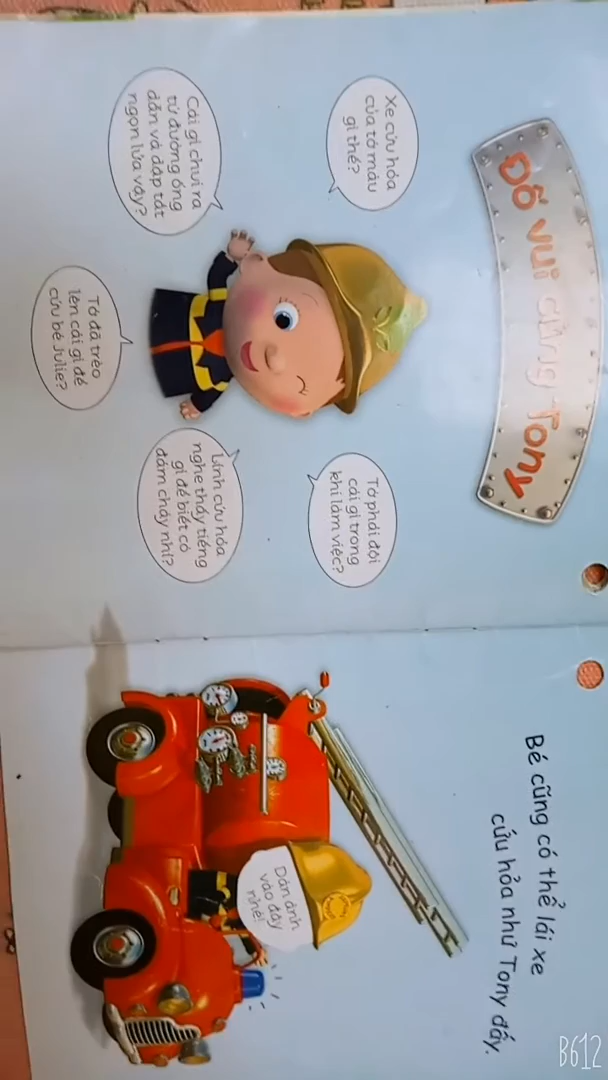 Đố vui cùng Tony
Xe cứu hỏa
của tớ màu
gì thế?
Cái gì chui ra
từ đường ống
dẫn và dập tắt
ngọn lửa vậy?
Tớ đã trèo
lên cái gì để
cứu bé Julie?
Tớ phải đội
cái gì trong
khi làm việc?
Lính cứu hỏa
nghe thấy tiếng
gì để biết có
đám cháy nhỉ?
Bé cũng có thể lái xe
cứu hỏa như Tony đấy.
Dán ảnh
vào đây
nhé!
B612